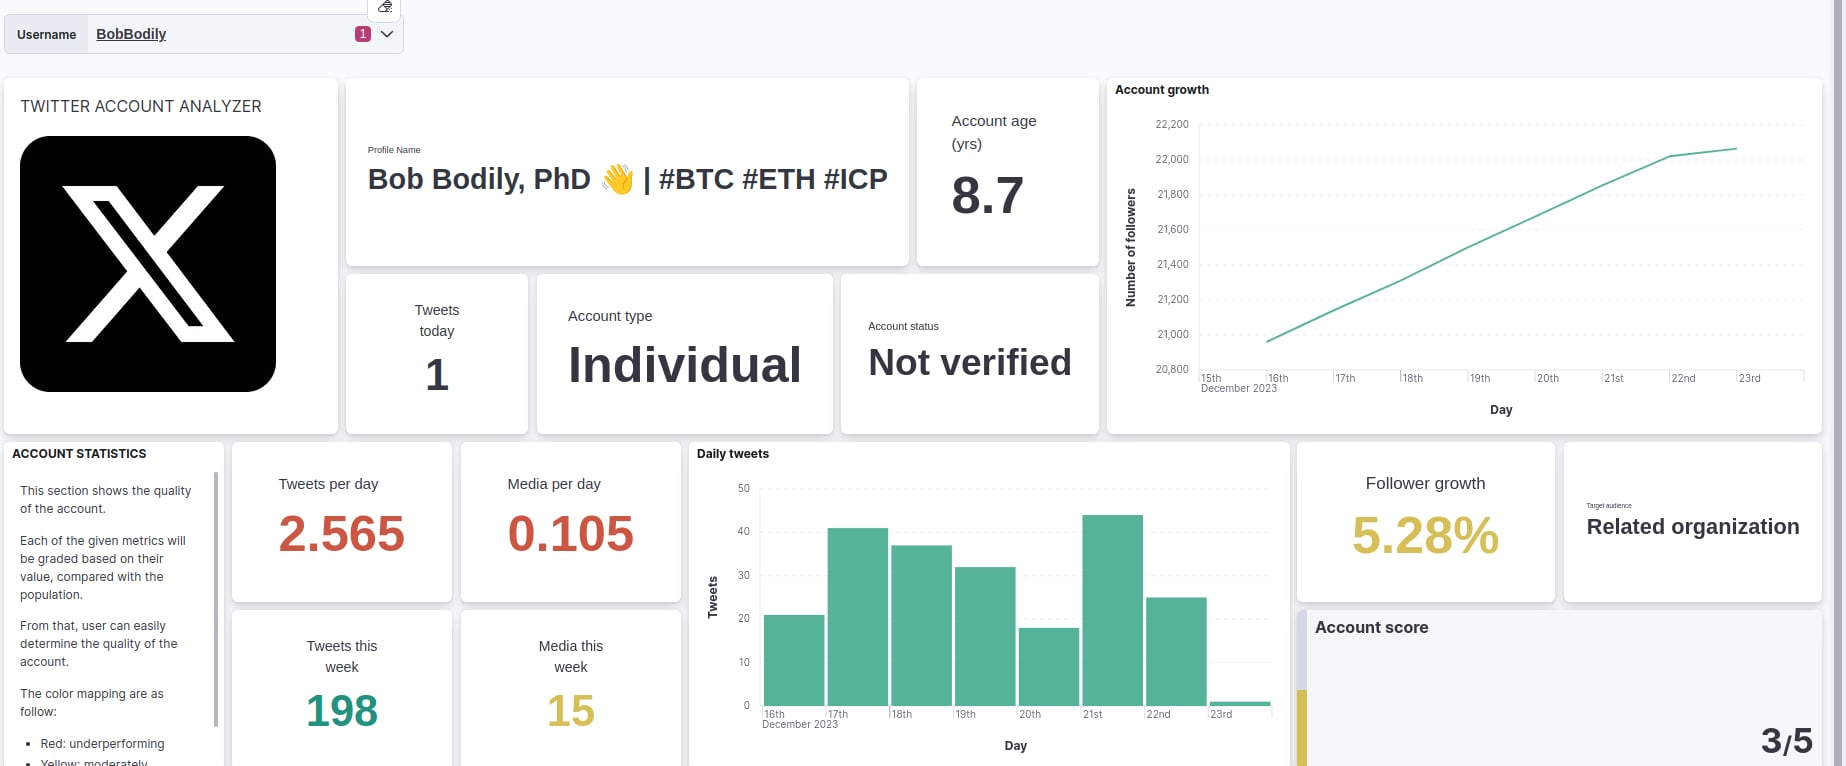 Username BobBodily 1
TWITTER ACCOUNT ANALYZER
Profile Name
Bob Bodily, PhD 👋 | #BTC #ETH #ICP
Account age
(yrs)
8.7
Account growth
22,200
22,000
21,800
21,600
21,400
21,200
21,000
20,800
Number of followers
15th 16th 17th 18th 19th 20th 21st 22nd 23rd
December 2023
Day
Tweets
today
1
Account type
Individual
Account status
Not verified
ACCOUNT STATISTICS
This section shows the quality
of the account.
Each of the given metrics will
be graded based on their
value, compared with the
population.
From that, user can easily
determine the quality of the
account.
The color mapping are as
follow:
• Red: underperforming
• Yellow: moderately
Tweets per day
2.565
Media per day
0.105
Tweets this
week
198
Media this
week
15
Daily tweets
50
40
30
20
10
0
Tweets
16th 17th 18th 19th 20th 21st 22nd 23rd
December 2023
Day
Follower growth
5.28%
Target audience
Related organization
Account score
3/5